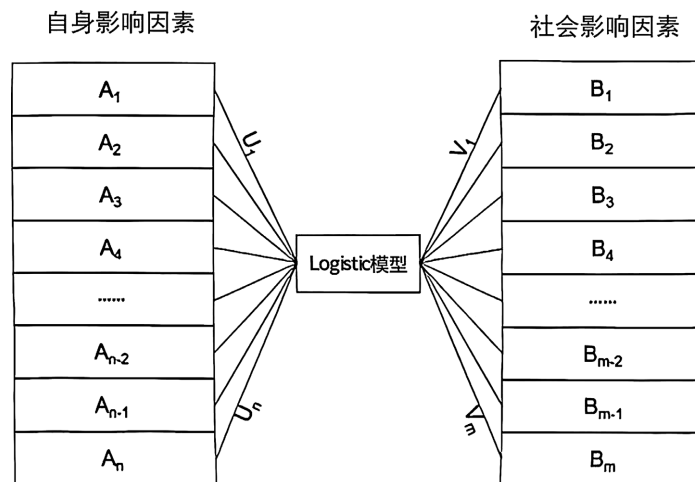 自身影响因素
A₁
A₂
A₃
A₄
......
Aₙ₋₂
Aₙ₋₁
Aₙ
U₁
Uₙ
Logistic模型
V₁
Vₘ
社会影响因素
B₁
B₂
B₃
B₄
......
Bₘ₋₂
Bₘ₋₁
Bₘ